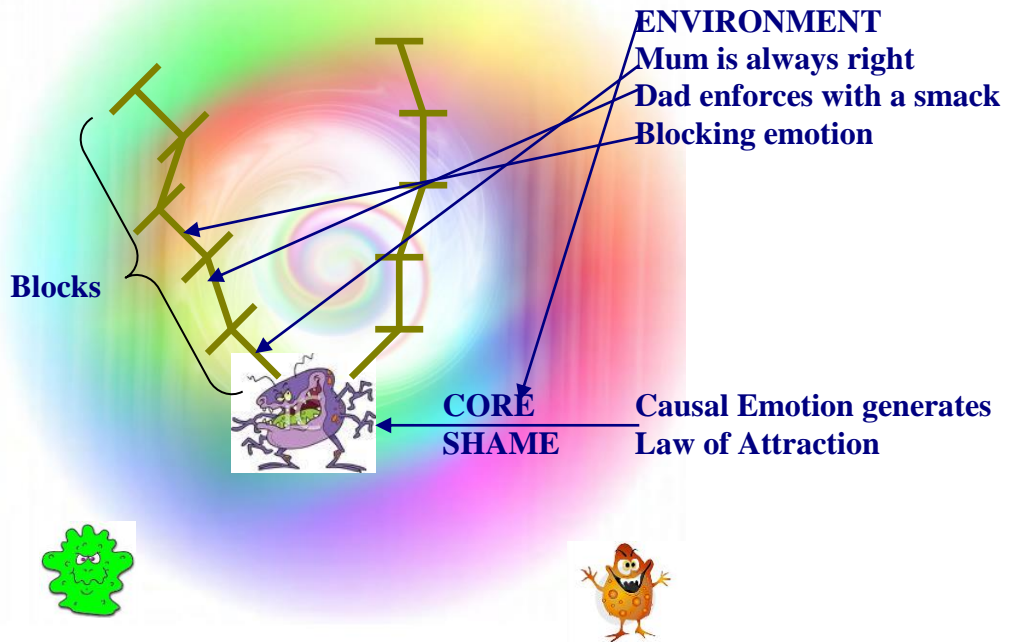 ENVIRONMENT
Mum is always right
Dad enforces with a smack
Blocking emotion
Blocks
CORE
SHAME
Causal Emotion generates
Law of Attraction